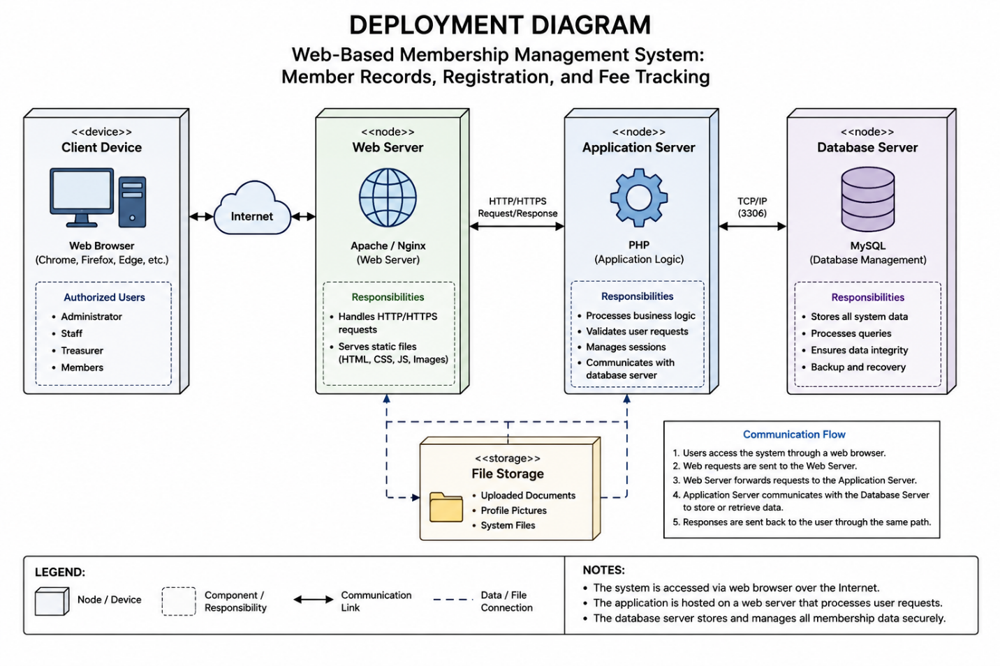 DEPLOYMENT DIAGRAM
Web-Based Membership Management System:
Member Records, Registration, and Fee Tracking
<<device>>
Client Device
Web Browser
(Chrome, Firefox, Edge, etc.)
Authorized Users
• Administrator
• Staff
• Treasurer
• Members
Internet
<<node>>
Web Server
Apache / Nginx
(Web Server)
Responsibilities
• Handles HTTP/HTTPS
requests
• Serves static files
(HTML, CSS, JS, Images)
HTTP/HTTPS
Request/Response
<<node>>
Application Server
PHP
(Application Logic)
Responsibilities
• Processes business logic
• Validates user requests
• Manages sessions
• Communicates with
database server
TCP/IP
(3306)
<<node>>
Database Server
MySQL
(Database Management)
Responsibilities
• Stores all system data
• Processes queries
• Ensures data integrity
• Backup and recovery
<<storage>>
File Storage
• Uploaded Documents
• Profile Pictures
• System Files
Communication Flow
1. Users access the system through a web browser.
2. Web requests are sent to the Web Server.
3. Web Server forwards requests to the Application Server.
4. Application Server communicates with the Database Server
to store or retrieve data.
5. Responses are sent back to the user through the same path.
LEGEND:
Node / Device
Component /
Responsibility
Communication
Link
Data / File
Connection
NOTES:
• The system is accessed via web browser over the Internet.
• The application is hosted on a web server that processes user requests.
• The database server stores and manages all membership data securely.